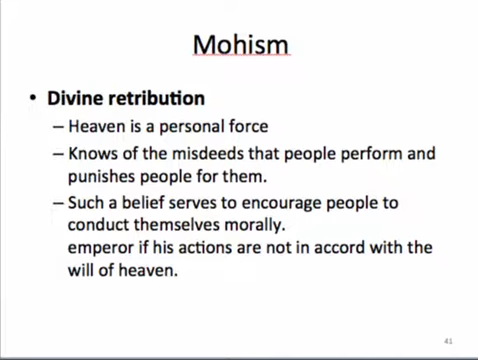 Mohism
• Divine retribution
– Heaven is a personal force
– Knows of the misdeeds that people perform and
punishes people for them.
– Such a belief serves to encourage people to
conduct themselves morally.
emperor if his actions are not in accord with the
will of heaven.
41